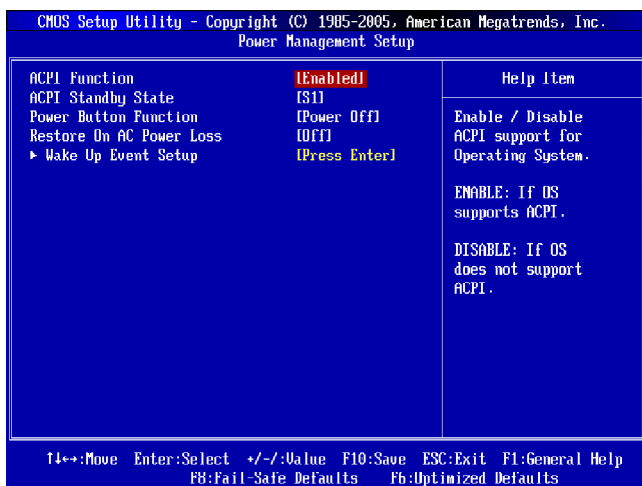 CMOS Setup Utility - Copyright (C) 1985-2005, American Megatrends, Inc.
Power Management Setup
ACPI Function [Enabled]
ACPI Standby State [S1]
Power Button Function [Power Off]
Restore On AC Power Loss [Off]
► Wake Up Event Setup [Press Enter]
Help Item
Enable / Disable
ACPI support for
Operating System.
ENABLE: If OS
supports ACPI.
DISABLE: If OS
does not support
ACPI.
↑↓←→:Move Enter:Select +/-/:Value F10:Save ESC:Exit F1:General Help
F8:Fail-Safe Defaults F6:Optimized Defaults